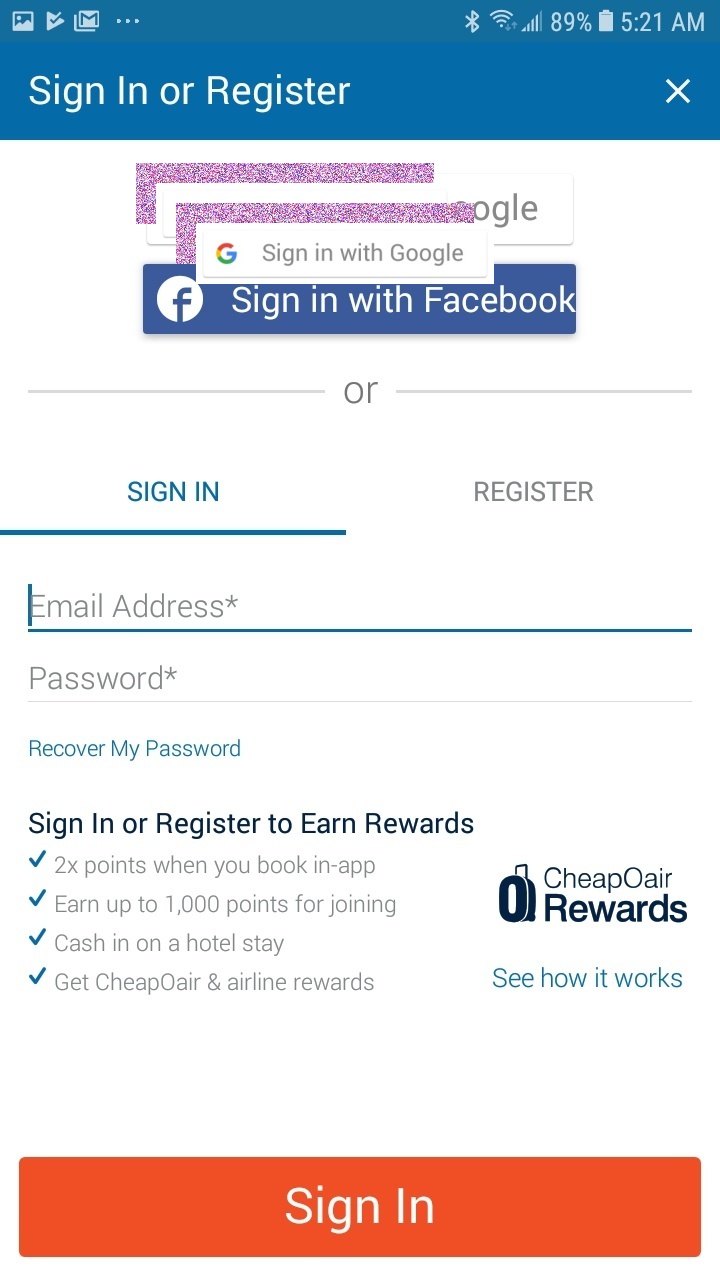 89% 5:21 AM
Sign In or Register
ogle
Sign in with Google
Sign in with Facebook
or
SIGN IN REGISTER
Email Address*
Password*
Recover My Password
Sign In or Register to Earn Rewards
2x points when you book in-app
Earn up to 1,000 points for joining
Cash in on a hotel stay
Get CheapOair & airline rewards
CheapOair
Rewards
See how it works
Sign In